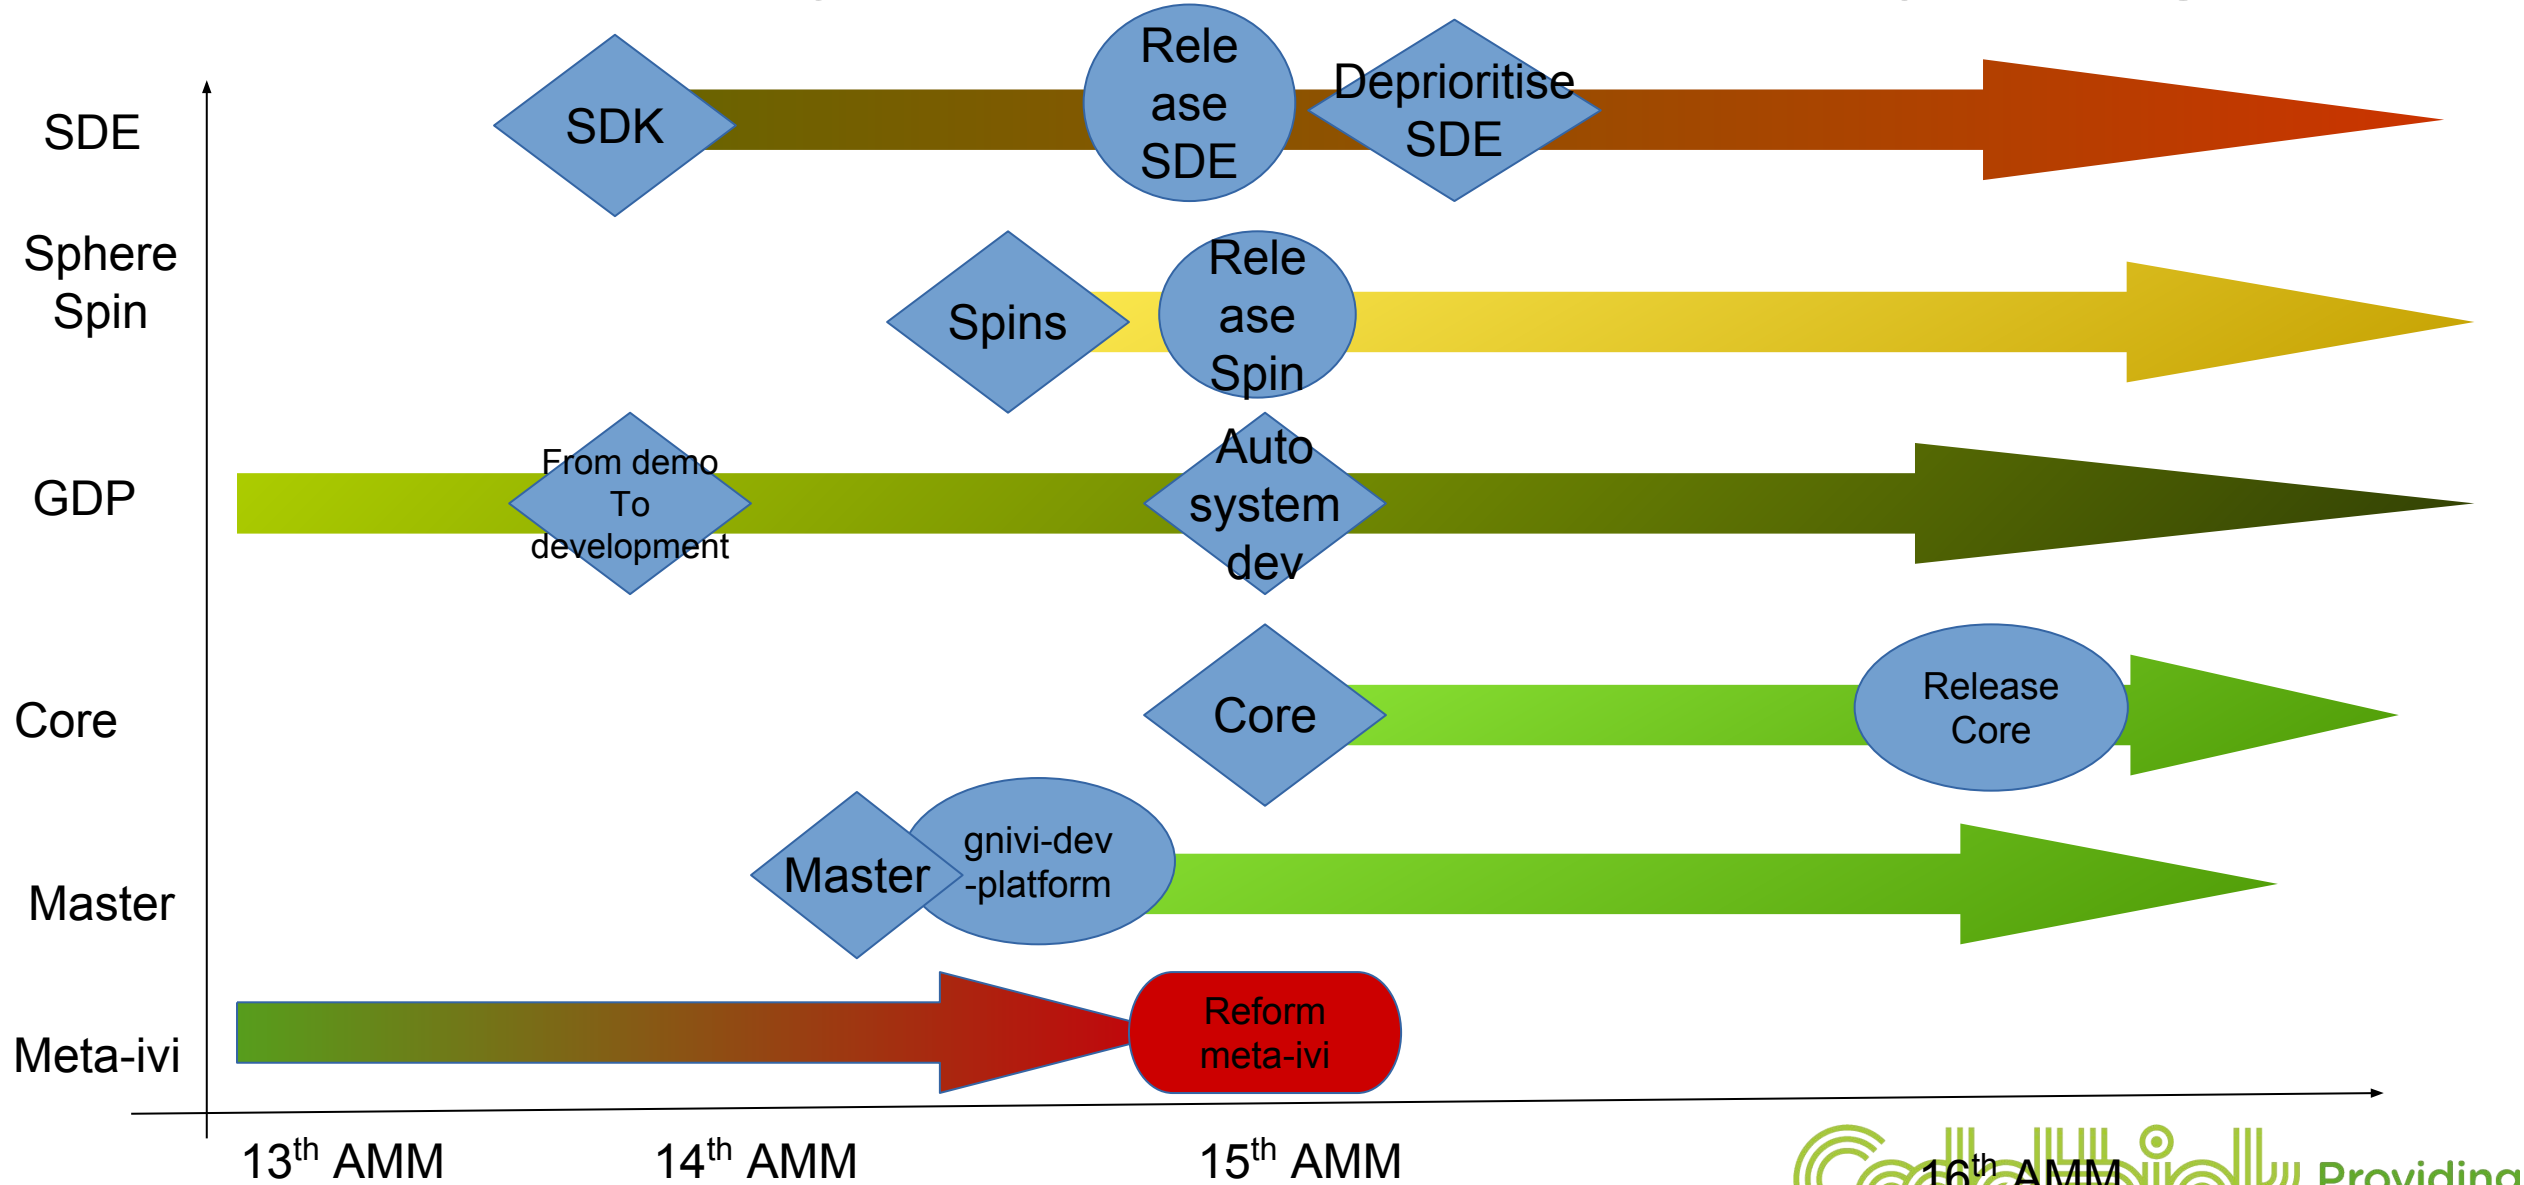 SDE
SDK
Rele
ase
SDE
Deprioritise
SDE
Sphere
Spin
Spins
Rele
ase
Spin
GDP
From demo
To
development
Auto
system
dev
Core
Core
Release
Core
Master
Master
gnivi-dev
-platform
Meta-ivi
Reform
meta-ivi
13th AMM
14th AMM
15th AMM
16th AMM
Providing